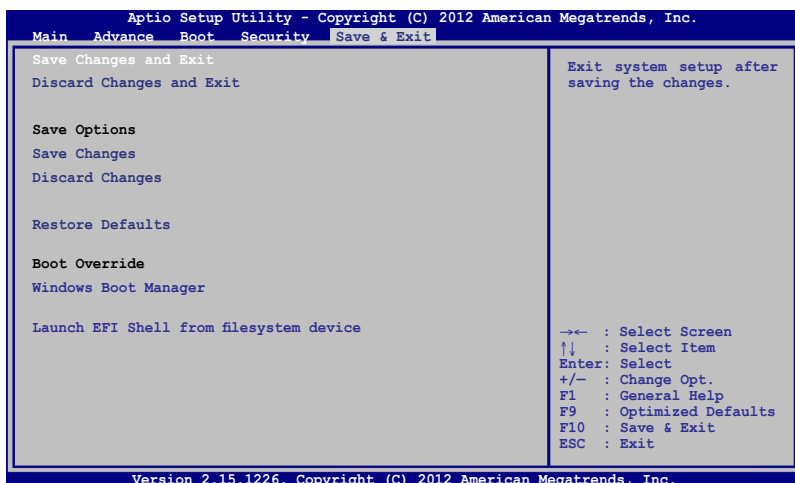 Aptio Setup Utility - Copyright (C) 2012 American Megatrends, Inc.
Main Advance Boot Security Save & Exit
Save Changes and Exit
Discard Changes and Exit
Save Options
Save Changes
Discard Changes
Restore Defaults
Boot Override
Windows Boot Manager
Launch EFI Shell from filesystem device
Exit system setup after
saving the changes.
→← : Select Screen
↑↓ : Select Item
Enter: Select
+/— : Change Opt.
F1 : General Help
F9 : Optimized Defaults
F10 : Save & Exit
ESC : Exit
Version 2.15.1226. Copyright (C) 2012 American Megatrends, Inc.